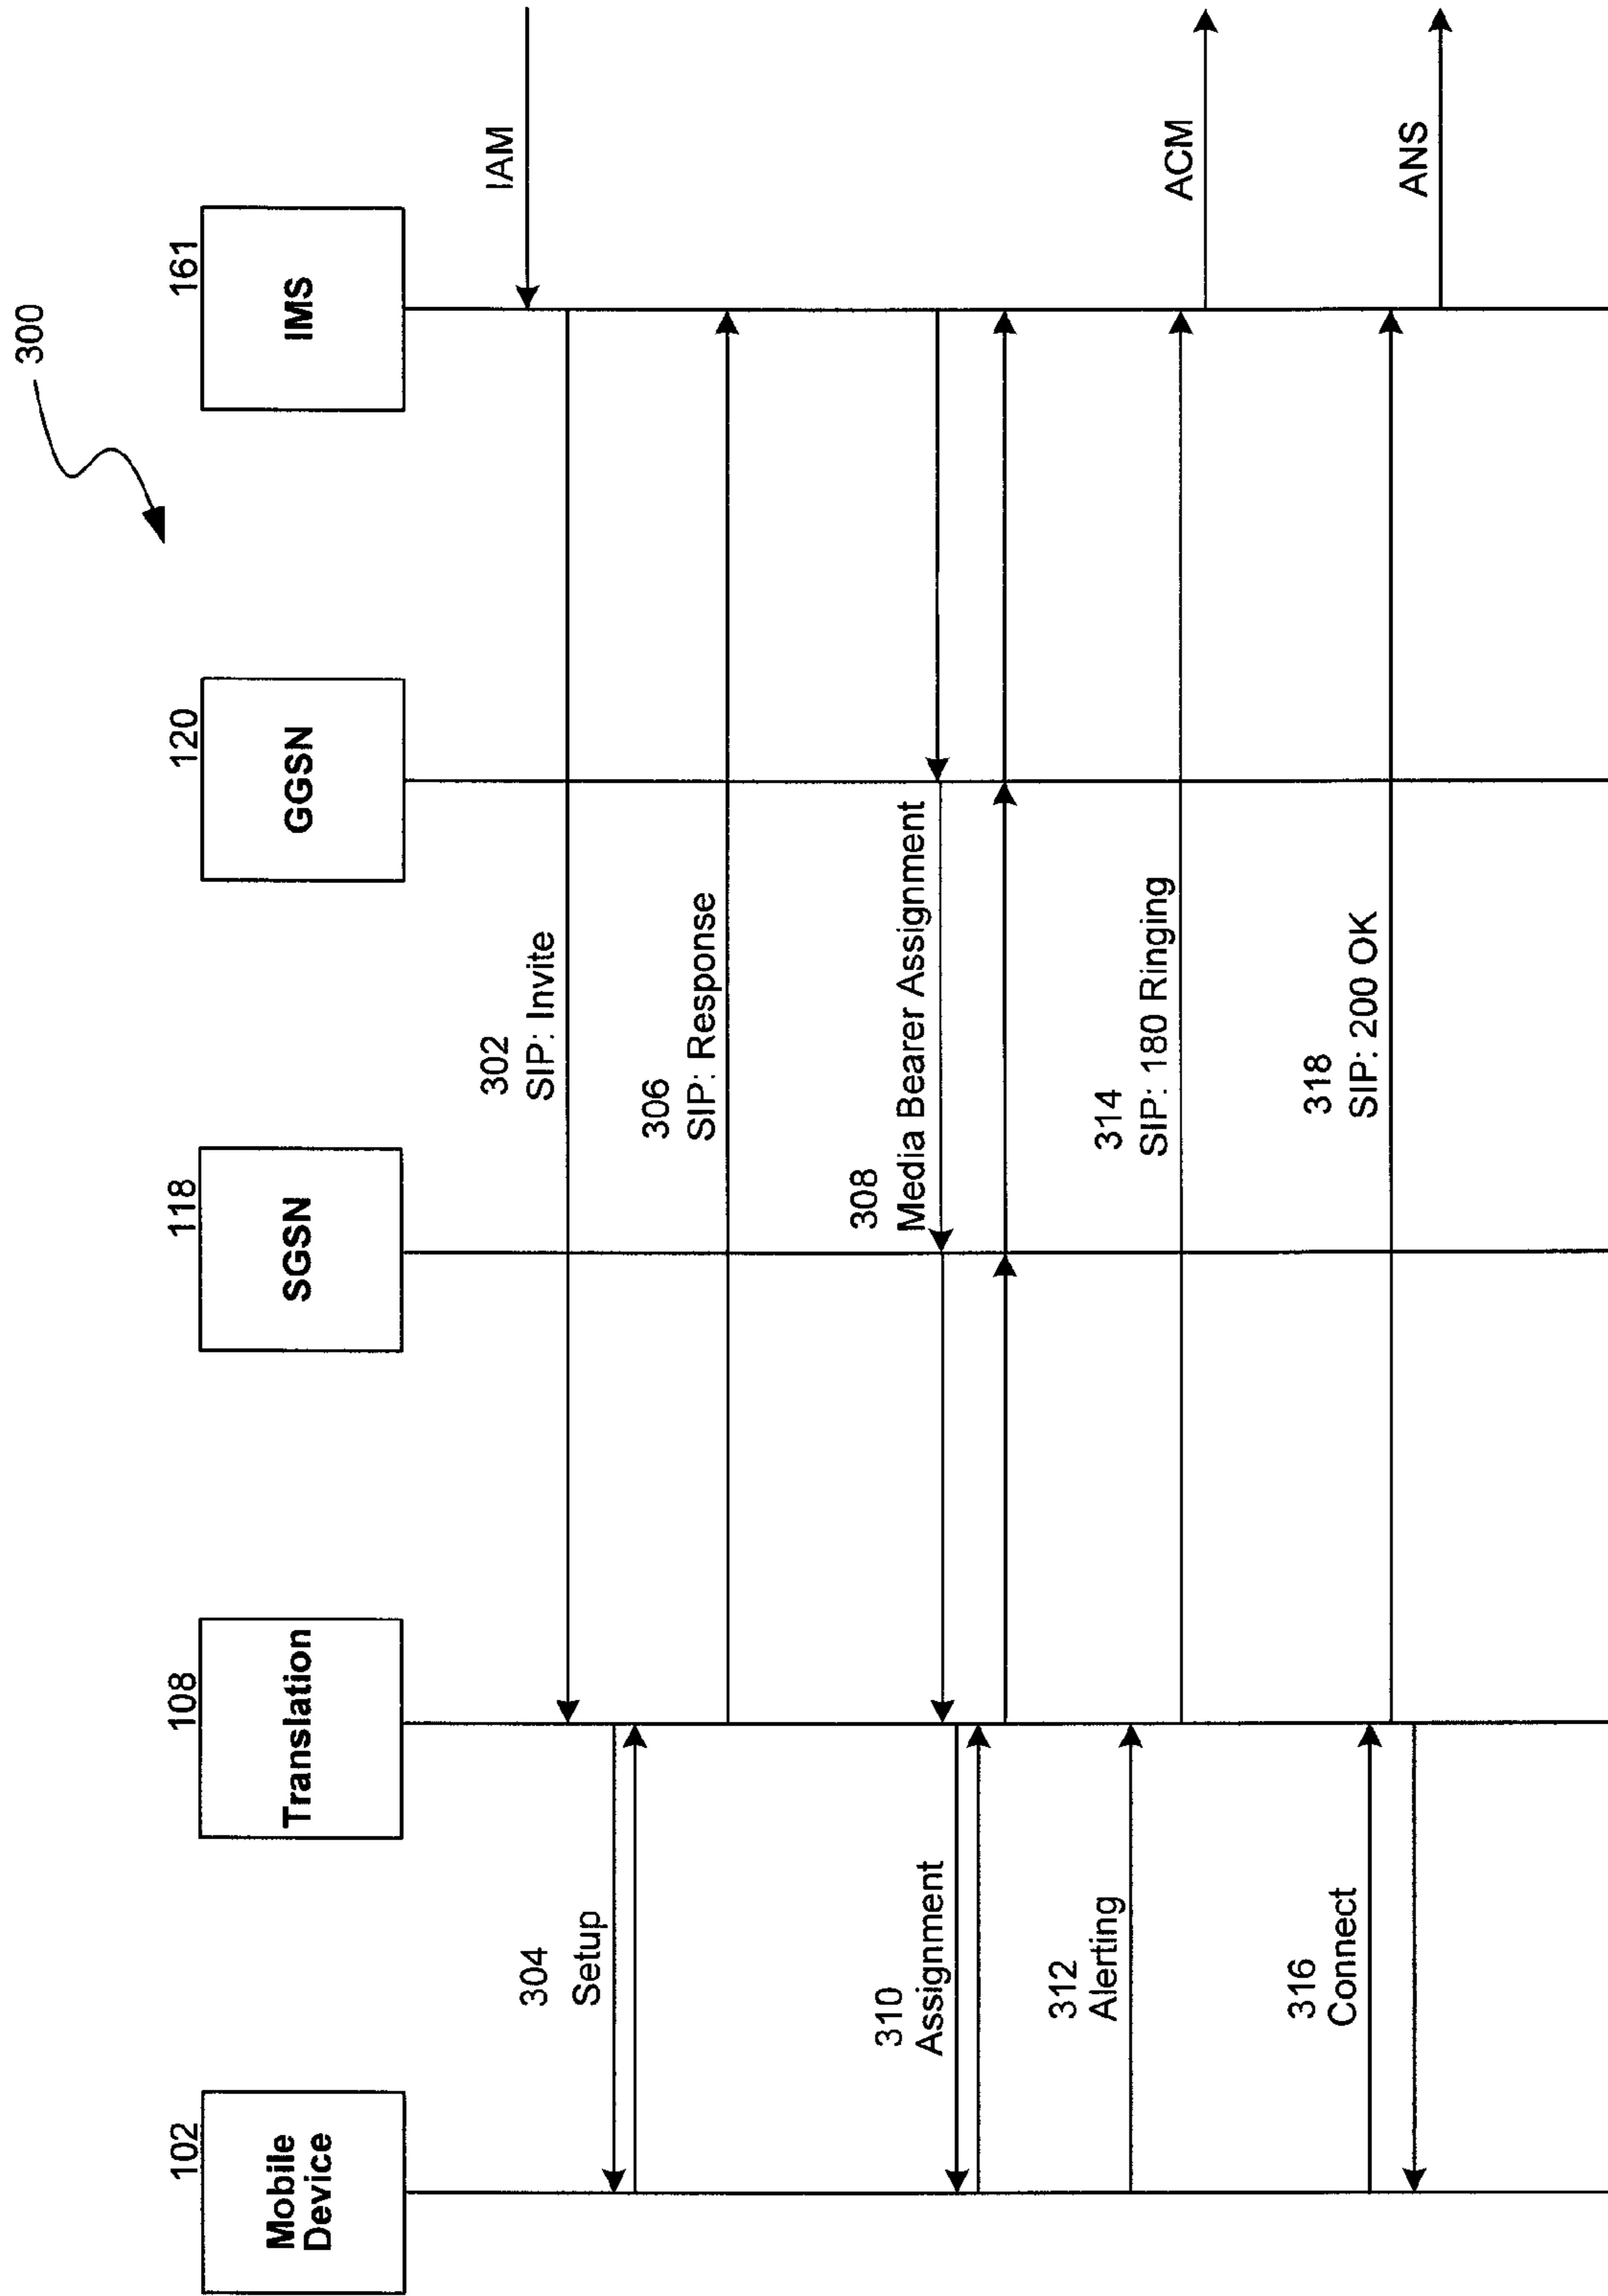 300
102
Mobile
Device
108
Translation
118
SGSN
120
GGSN
161
IMS
IAM
302
SIP: Invite
304
Setup
306
SIP: Response
308
Media Bearer Assignment
310
Assignment
312
Alerting
314
SIP: 180 Ringing
ACM
316
Connect
318
SIP: 200 OK
ANS